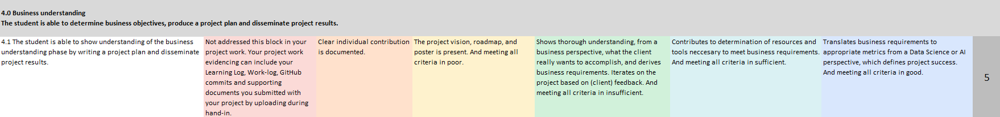 4.0 Business understanding
The student is able to determine business objectives, produce a project plan and disseminate project results.
4.1 The student is able to show understanding of the business
understanding phase by writing a project plan and disseminate
project results.
Not addressed this block in your
project work. Your project work
evidencing can include your
Learning Log, Work-log, GitHub
commits and supporting
documents you submitted with
your project by uploading during
hand-in.
Clear individual contribution
is documented.
The project vision, roadmap, and
poster is present. And meeting all
criteria in poor.
Shows thorough understanding, from a
business perspective, what the client
really wants to accomplish, and derives
business requirements. Iterates on the
project based on (client) feedback. And
meeting all criteria in insufficient.
Contributes to determination of resources and
tools neccesary to meet business requirements.
And meeting all criteria in sufficient.
Translates business requirements to
appropriate metrics from a Data Science or AI
perspective, which defines project success.
And meeting all criteria in good.
5